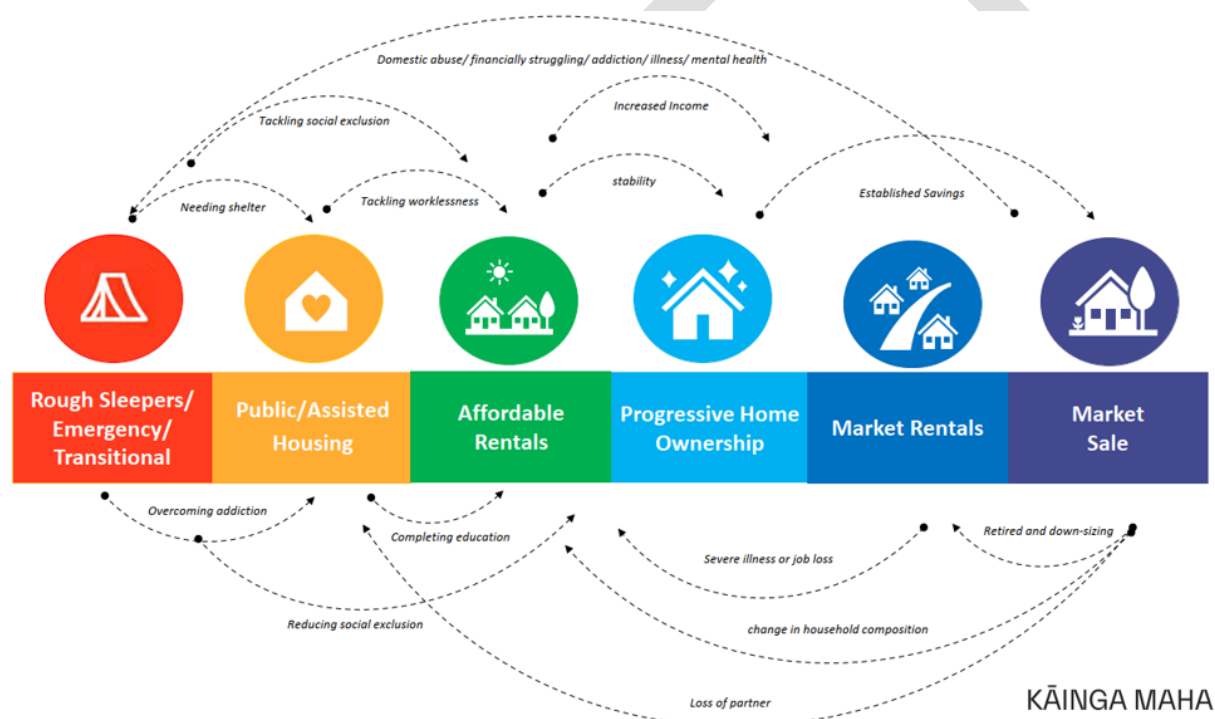 Domestic abuse/ financially struggling/ addiction/ illness/ mental health
Increased Income
Tackling social exclusion
stability
Established Savings
Needing shelter
Tackling worklessness
Rough Sleepers/
Emergency/
Transitional
Public/Assisted
Housing
Affordable
Rentals
Progressive Home
Ownership
Market Rentals
Market
Sale
Overcoming addiction
Completing education
Retired and down-sizing
Severe illness or job loss
Reducing social exclusion
change in household composition
Loss of partner
KĀINGA MAHA